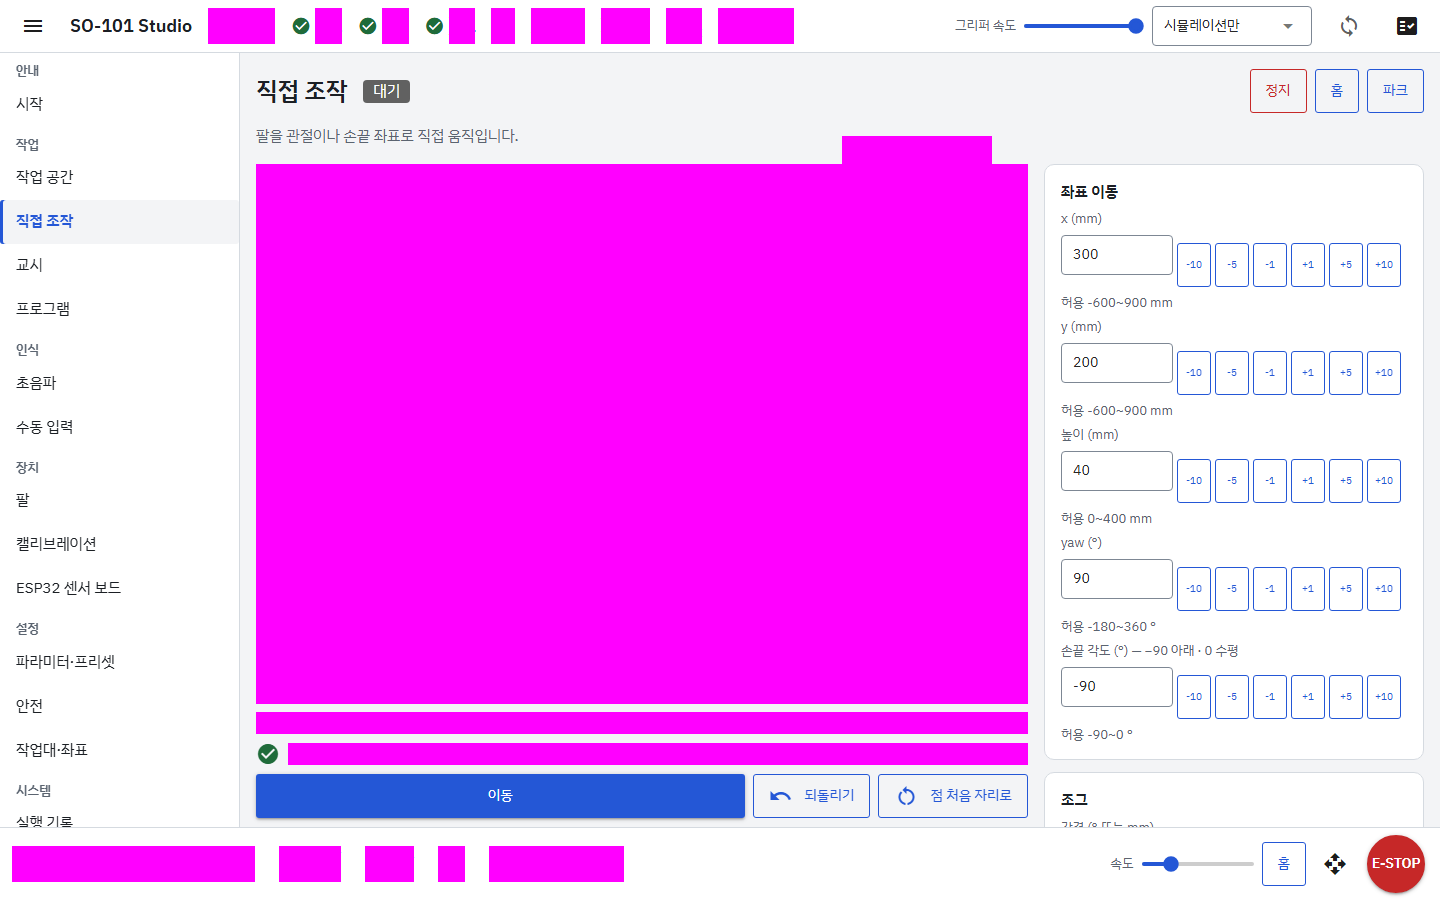 SO-101 Studio
그리퍼 속도
시뮬레이션만
안내
시작
작업
작업 공간
직접 조작
교시
프로그램
인식
초음파
수동 입력
장치
팔
캘리브레이션
ESP32 센서 보드
설정
파라미터·프리셋
안전
작업대·좌표
시스템
실행 기록
직접 조작
대기
정지
홈
파크
팔을 관절이나 손끝 좌표로 직접 움직입니다.
이동
되돌리기
점 처음 자리로
좌표 이동
x (mm)
300
-10 -5 -1 +1 +5 +10
허용 -600~900 mm
y (mm)
200
-10 -5 -1 +1 +5 +10
허용 -600~900 mm
높이 (mm)
40
-10 -5 -1 +1 +5 +10
허용 0~400 mm
yaw (°)
90
-10 -5 -1 +1 +5 +10
허용 -180~360 °
손끝 각도 (°) — −90 아래 · 0 수평
-90
-10 -5 -1 +1 +5 +10
허용 -90~0 °
조그
간격 (° 또는 mm)
속도
홈
E-STOP